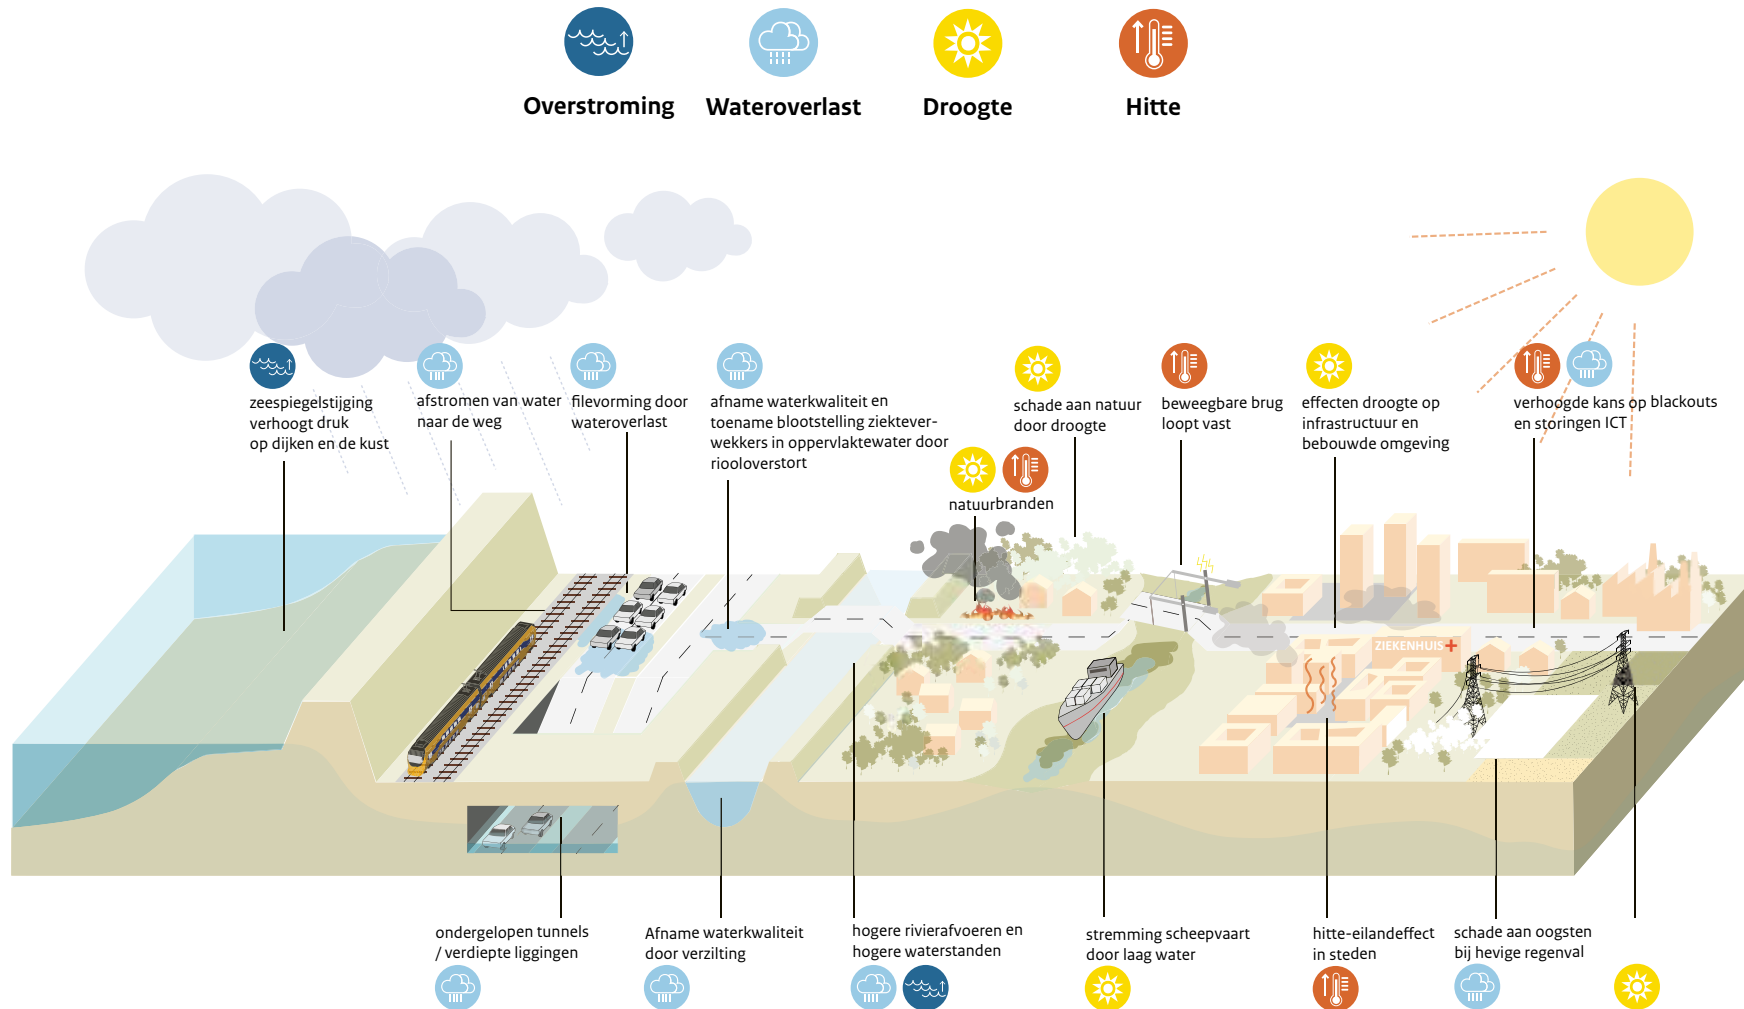 Overstroming
Wateroverlast
Droogte
Hitte
zeespiegelstijging
verhoogt druk
op dijken en de kust
afstromen van water
naar de weg
filevorming door
wateroverlast
afname waterkwaliteit en
toename blootstelling ziektever-
wekkers in oppervlaktewater door
riooloverstort
natuurbranden
schade aan natuur
door droogte
beweegbare brug
loopt vast
effecten droogte op
infrastructuur en
bebouwde omgeving
verhoogde kans op blackouts
en storingen ICT
ZIEKENHUIS
ondergelopen tunnels
/ verdiepte liggingen
Afname waterkwaliteit
door verzilting
hogere rivierafvoeren en
hogere waterstanden
stremming scheepvaart
door laag water
hitte-eilandeffect
in steden
schade aan oogsten
bij hevige regenval